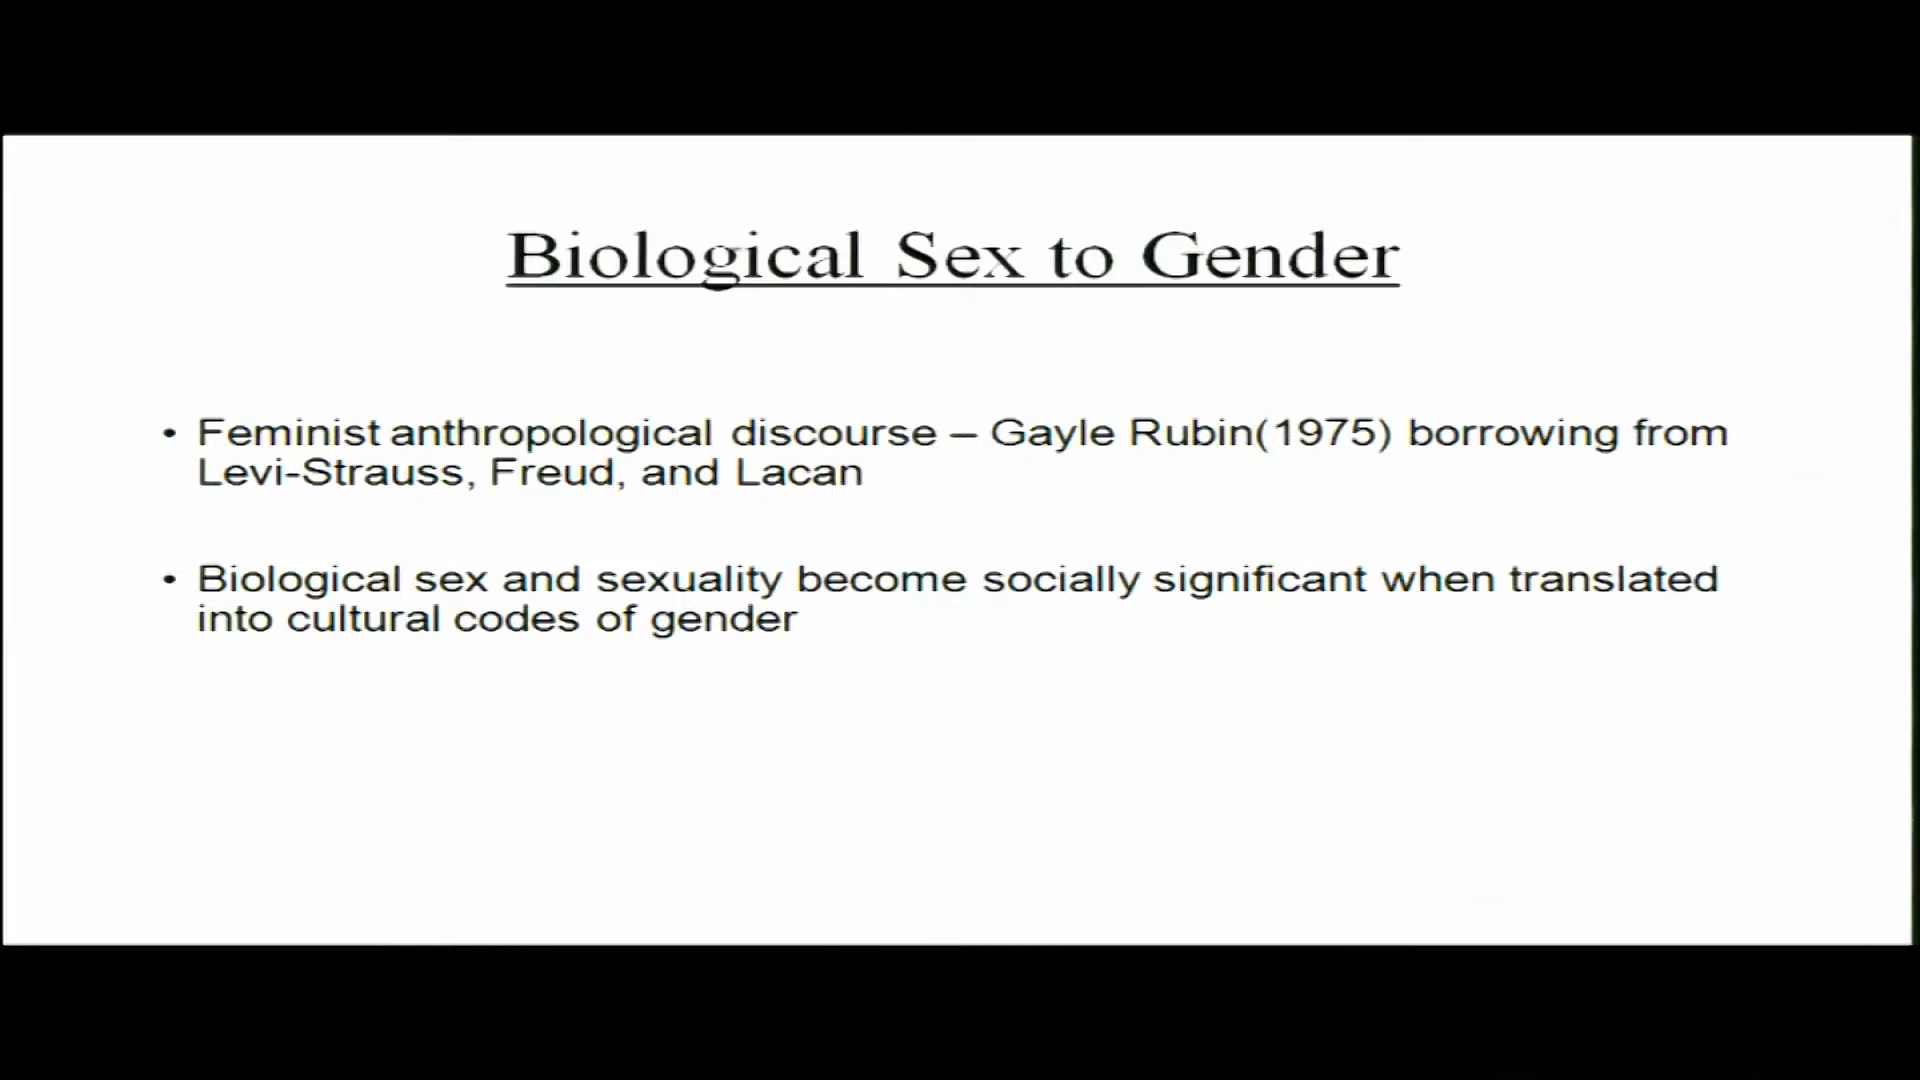 Biological Sex to Gender
• Feminist anthropological discourse – Gayle Rubin(1975) borrowing from
Levi-Strauss, Freud, and Lacan
• Biological sex and sexuality become socially significant when translated
into cultural codes of gender